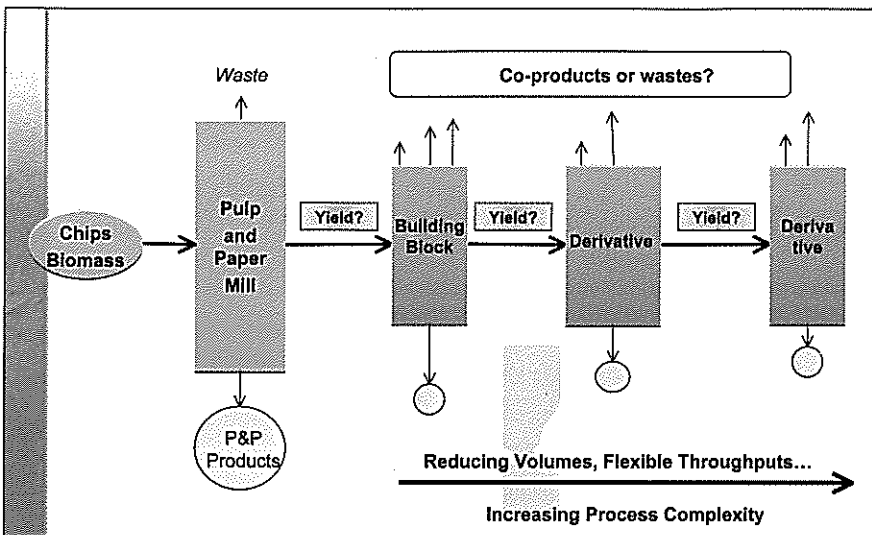 Waste
Co-products or wastes?
Chips
Biomass
Pulp
and
Paper
Mill
Yield?
Building
Block
Yield?
Derivative
Yield?
Deriva
tive
P&P
Products
Reducing Volumes, Flexible Throughputs...
Increasing Process Complexity